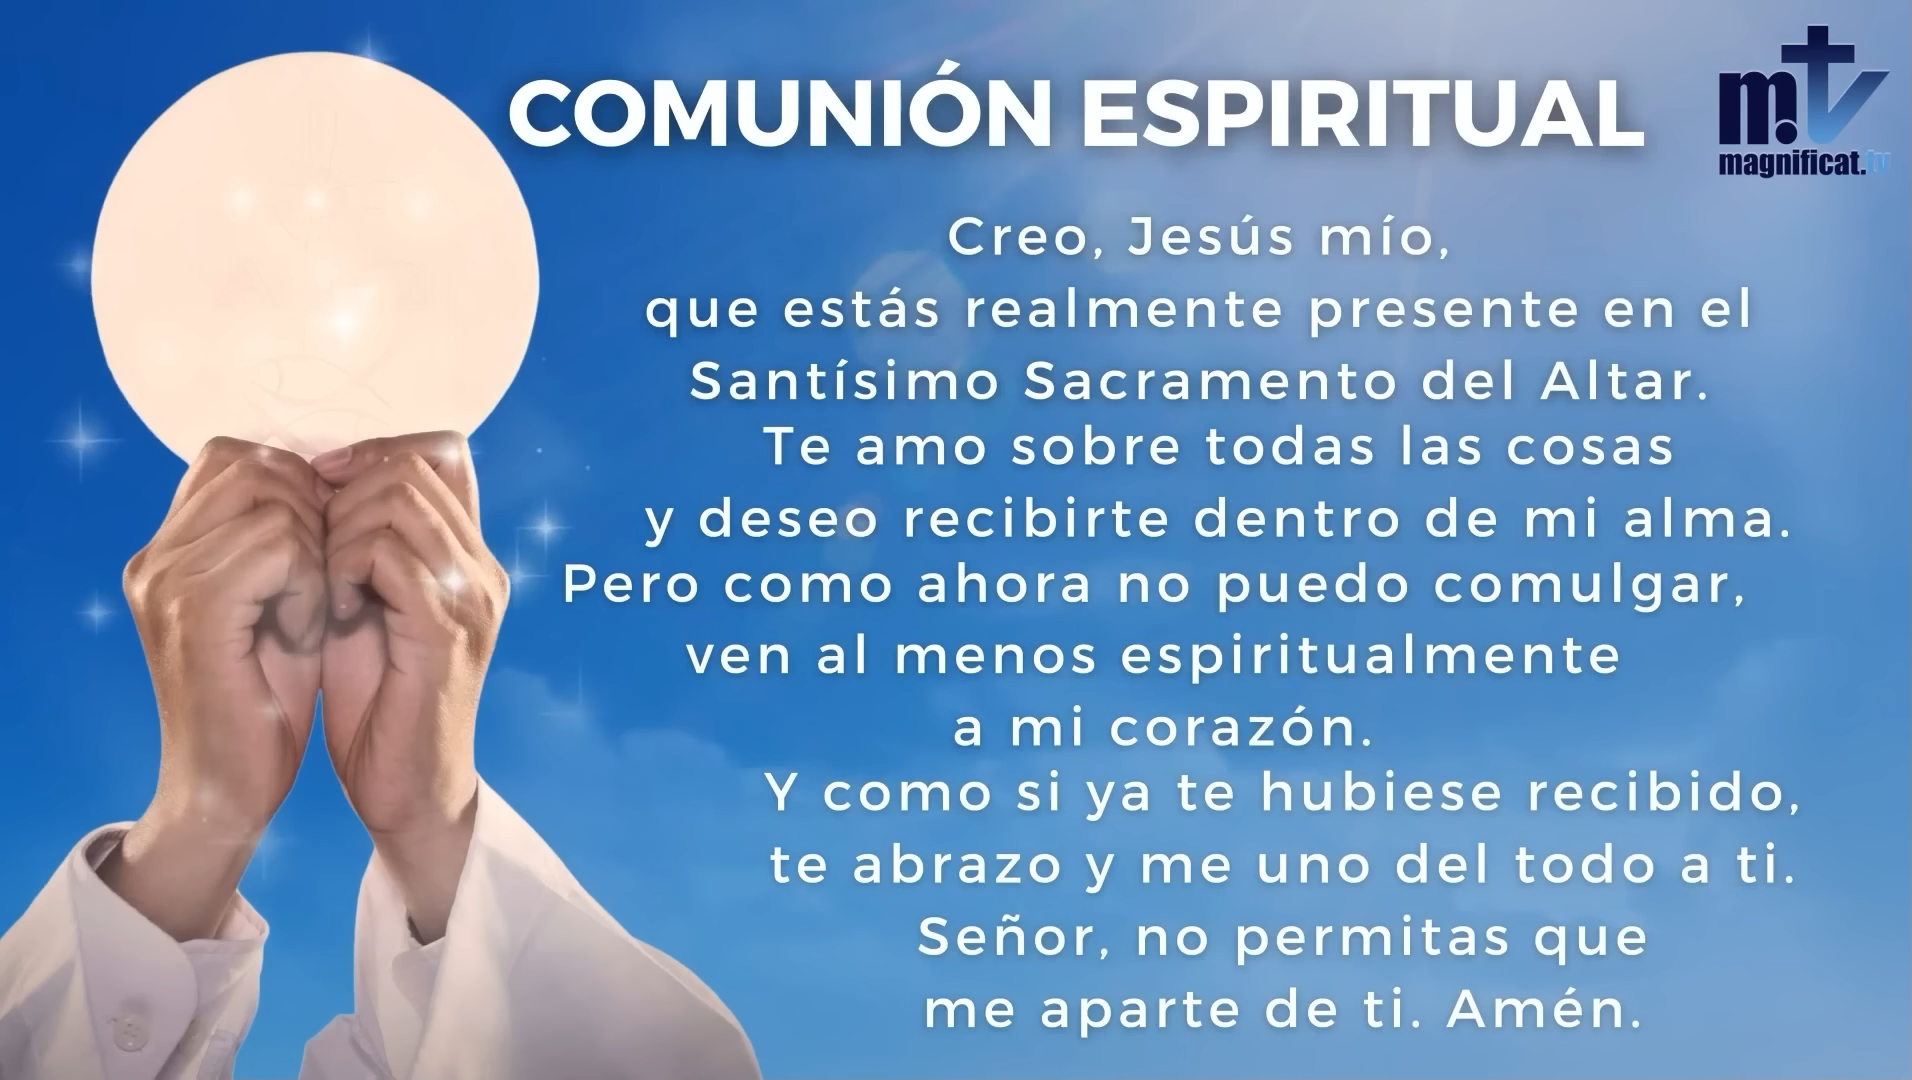 COMUNIÓN ESPIRITUAL
mtv
magnificat.tv
Creo, Jesús mío,
que estás realmente presente en el
Santísimo Sacramento del Altar.
Te amo sobre todas las cosas
y deseo recibirte dentro de mi alma.
Pero como ahora no puedo comulgar,
ven al menos espiritualmente
a mi corazón.
Y como si ya te hubiese recibido,
te abrazo y me uno del todo a ti.
Señor, no permitas que
me aparte de ti. Amén.